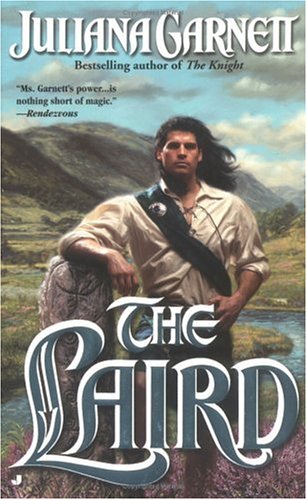 JULIANA GARNETT
Bestselling author of The Knight
"Ms. Garnett's power...is
nothing short of magic."
—Rendezvous
THE
LAIRD
J